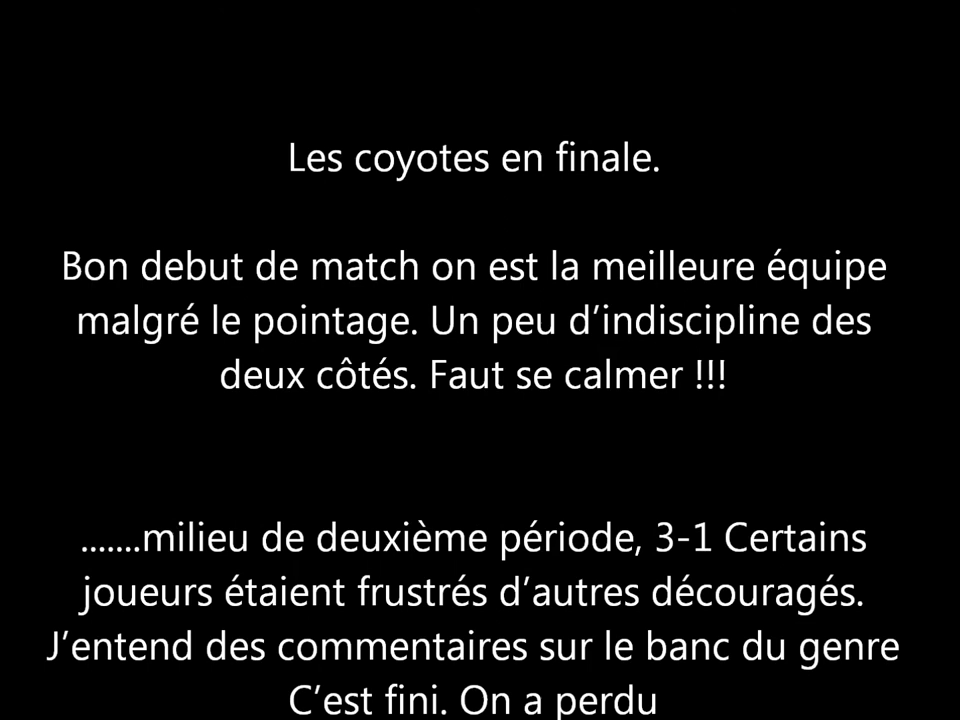 Les coyotes en finale.
Bon debut de match on est la meilleure équipe
malgré le pointage. Un peu d’indiscipline des
deux côtés. Faut se calmer !!!
.......milieu de deuxième période, 3-1 Certains
joueurs étaient frustrés d’autres découragés.
J’entend des commentaires sur le banc du genre
C’est fini. On a perdu